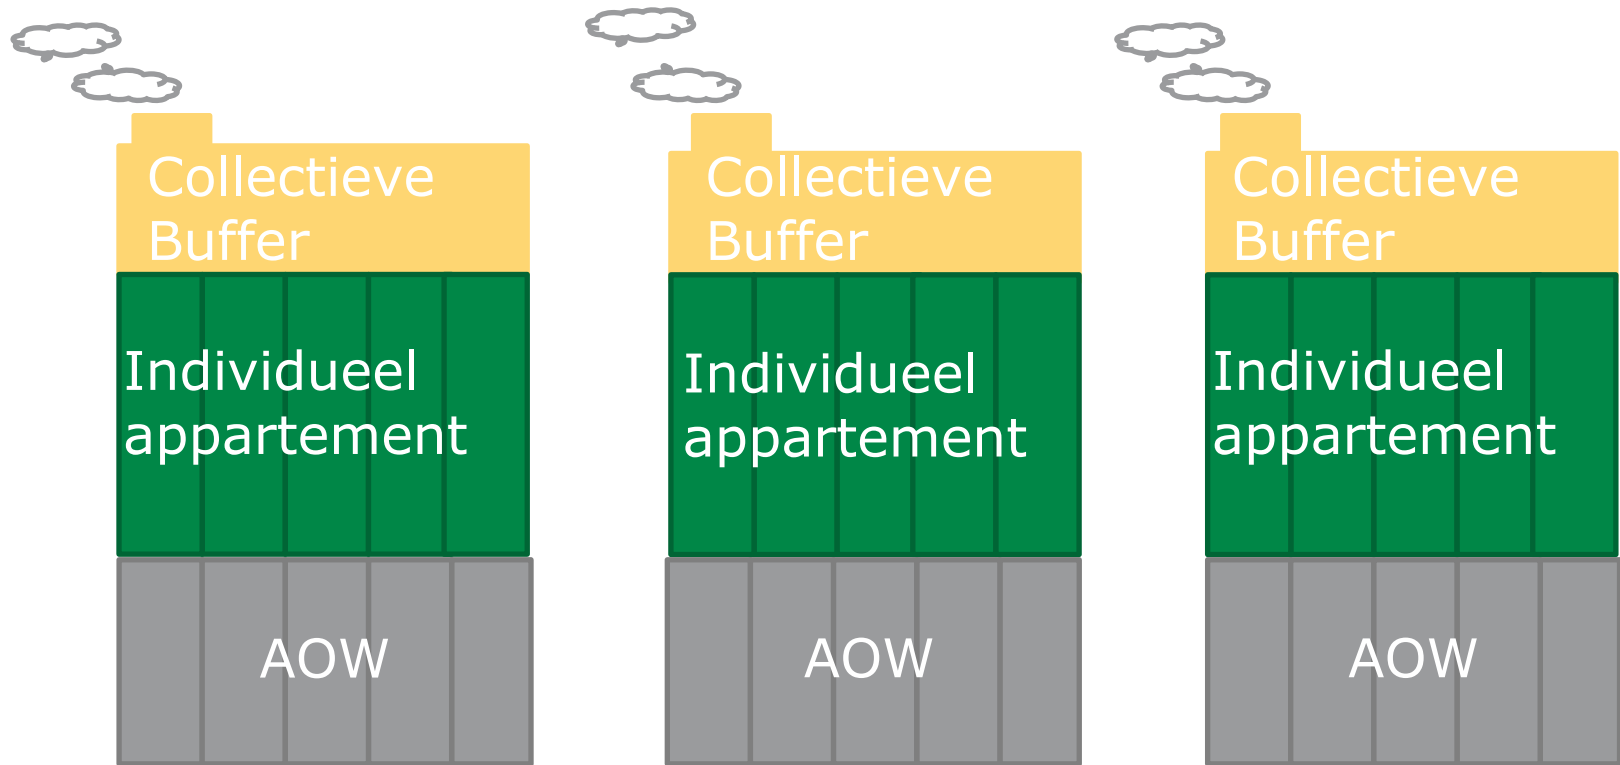 Collectieve
Buffer
Individueel
appartement
AOW
Collectieve
Buffer
Individueel
appartement
AOW
Collectieve
Buffer
Individueel
appartement
AOW